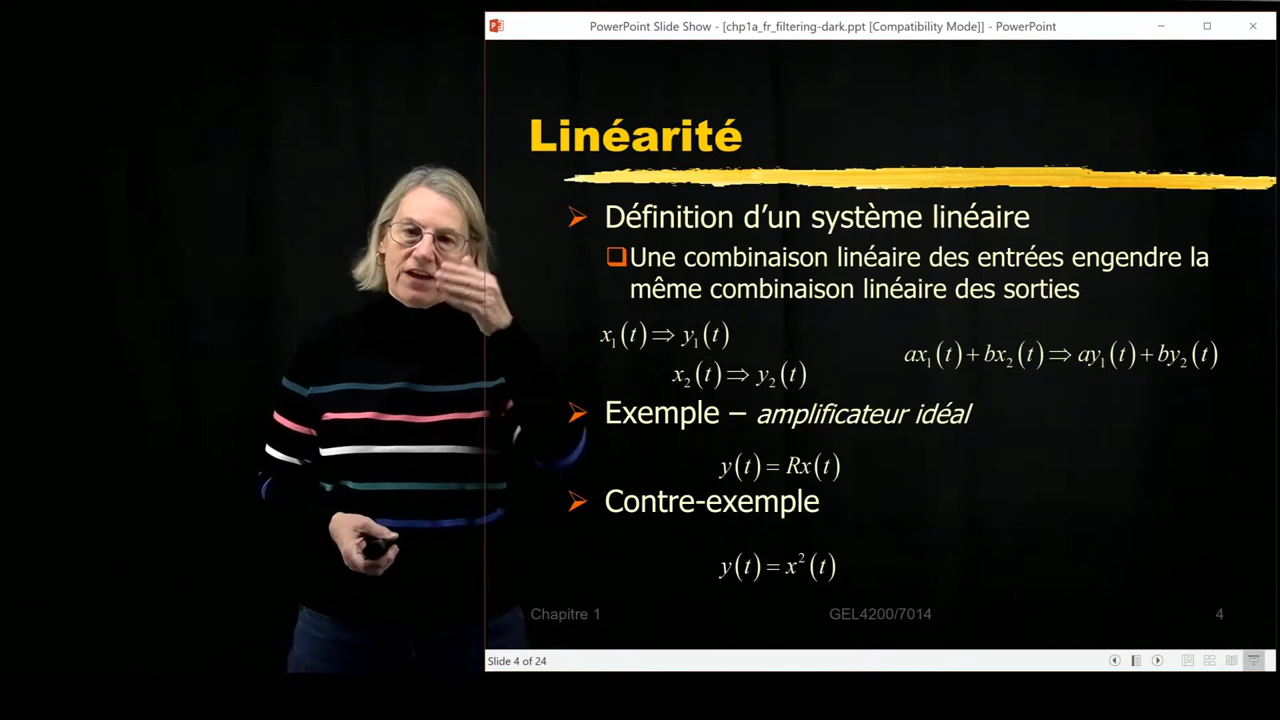 PowerPoint Slide Show - [chp1a_fr_filtering-dark.ppt [Compatibility Mode]] - PowerPoint
Linéarité
Définition d’un système linéaire
Une combinaison linéaire des entrées engendre la
même combinaison linéaire des sorties
x₁(t) ⇒ y₁(t)
x₂(t) ⇒ y₂(t)
ax₁(t) + bx₂(t) ⇒ ay₁(t) + by₂(t)
Exemple – amplificateur idéal
y(t) = Rx(t)
Contre-exemple
y(t) = x²(t)
Chapitre 1
GEL4200/7014
4
Slide 4 of 24